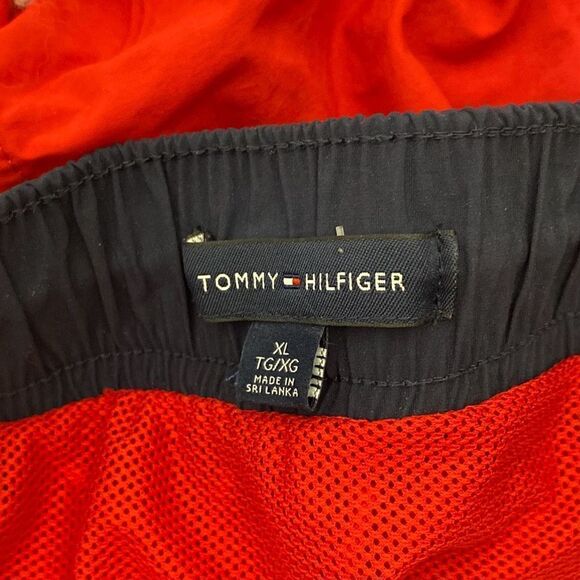 TOMMY HILFIGER
XL
TG/XG
MADE IN
SRI LANKA